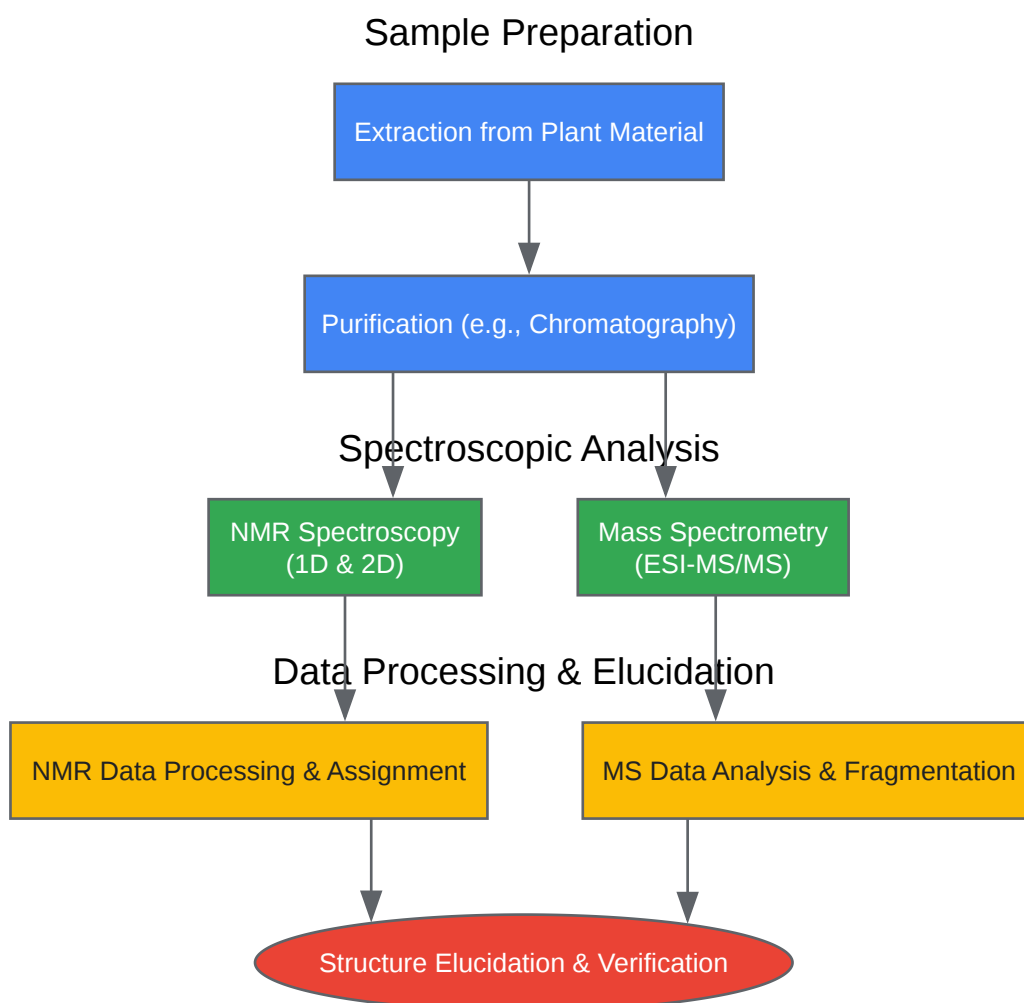 Sample Preparation
Extraction from Plant Material
Purification (e.g., Chromatography)
Spectroscopic Analysis
NMR Spectroscopy
(1D & 2D)
Mass Spectrometry
(ESI-MS/MS)
Data Processing & Elucidation
NMR Data Processing & Assignment
MS Data Analysis & Fragmentation
Structure Elucidation & Verification